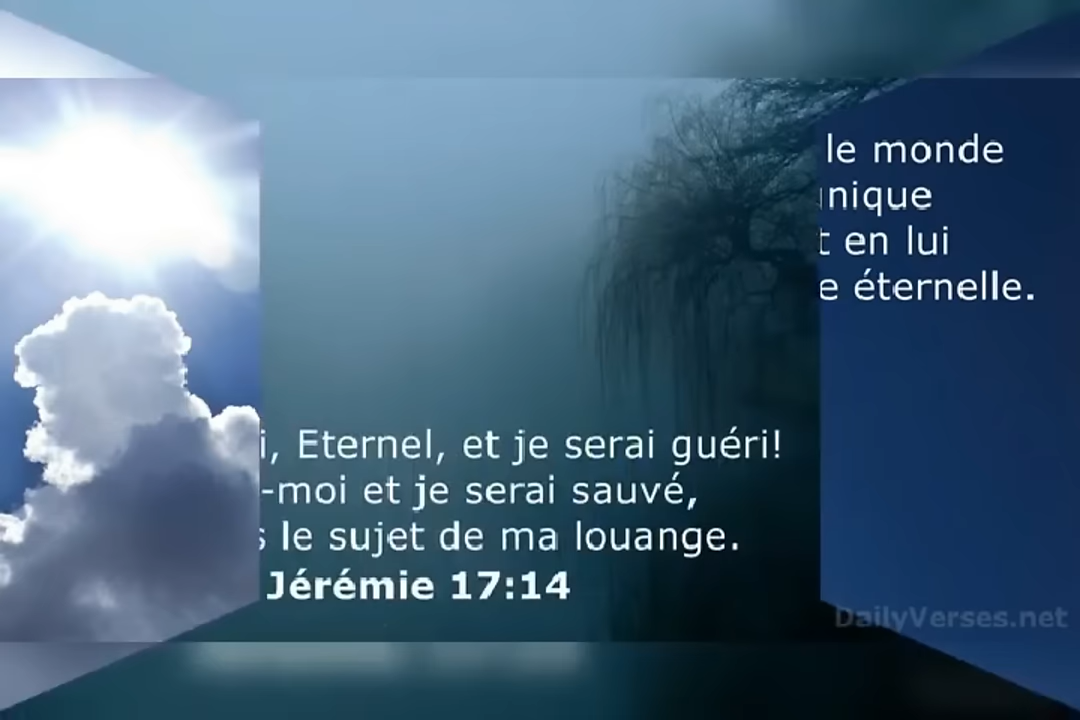 le monde
unique
t en lui
e éternelle.
i, Eternel, et je serai guéri!
-moi et je serai sauvé,
s le sujet de ma louange.
Jérémie 17:14
DailyVerses.net